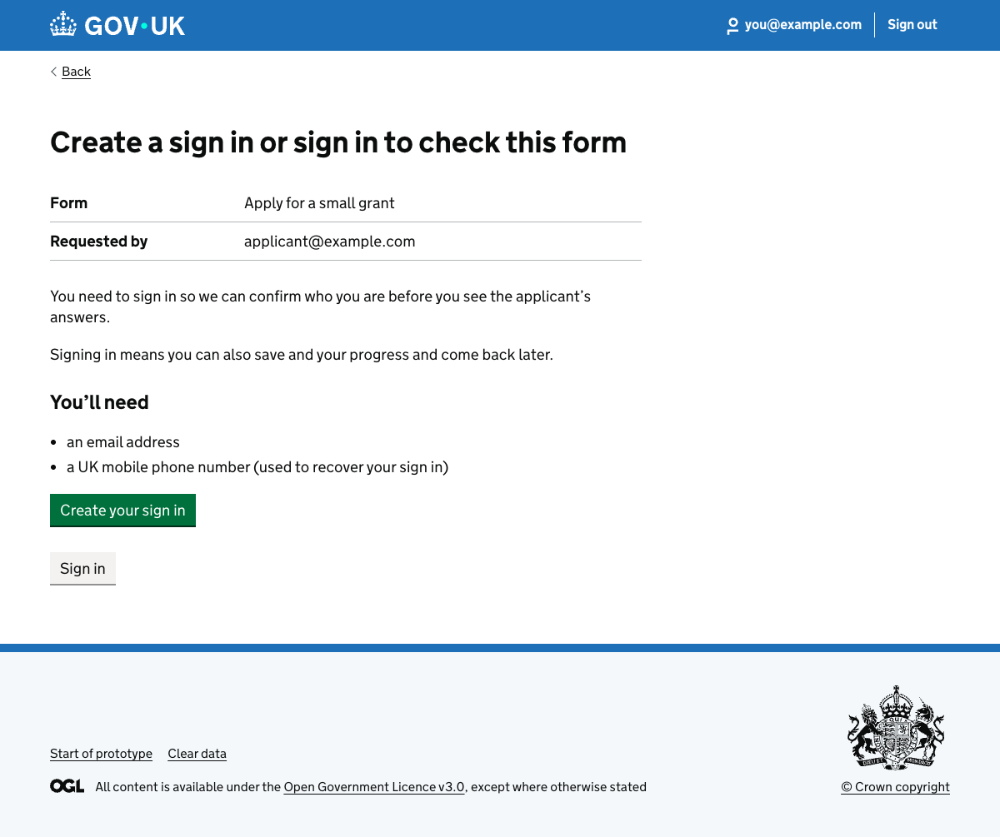 GOV·UK
you@example.com
Sign out
Back
Create a sign in or sign in to check this form
Form
Apply for a small grant
Requested by
applicant@example.com
You need to sign in so we can confirm who you are before you see the applicant’s
answers.
Signing in means you can also save and your progress and come back later.
You’ll need
• an email address
• a UK mobile phone number (used to recover your sign in)
Create your sign in
Sign in
Start of prototype
Clear data
OGL All content is available under the Open Government Licence v3.0, except where otherwise stated
© Crown copyright